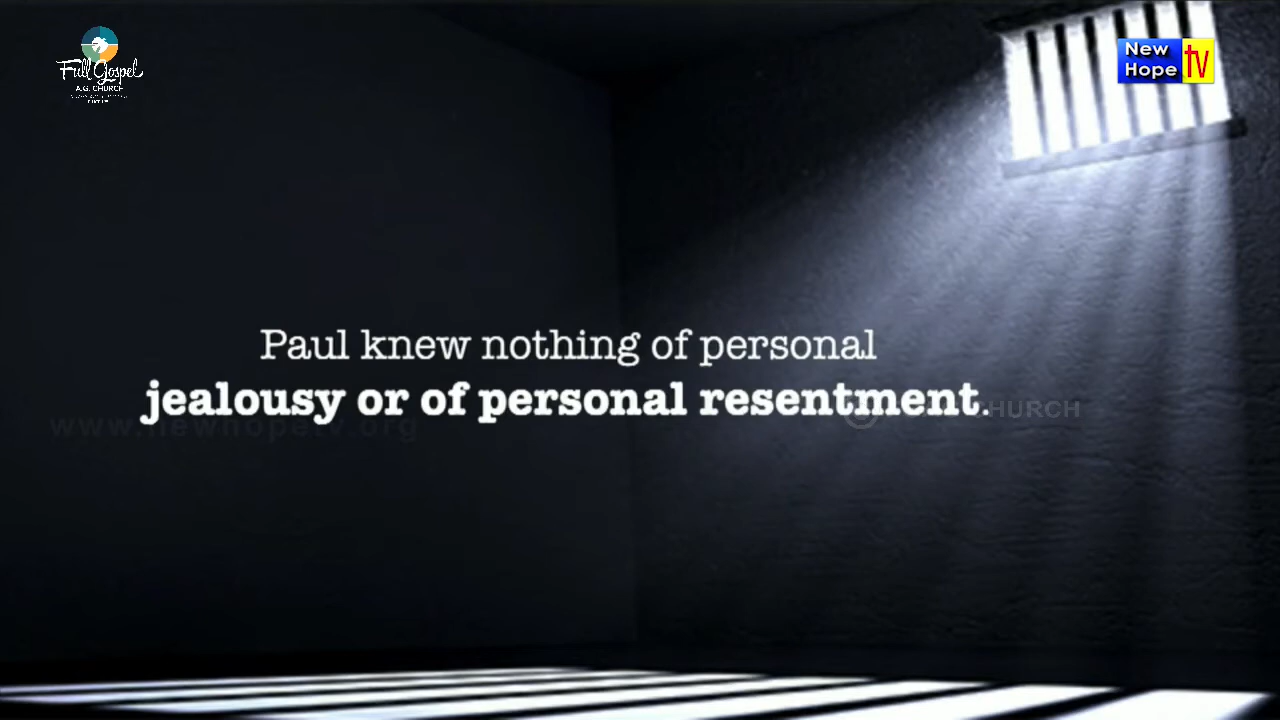 Full Gospel
A.G. CHURCH
New
Hope
TV
Paul knew nothing of personal
jealousy or of personal resentment.
www.newhopetv.org
CHURCH